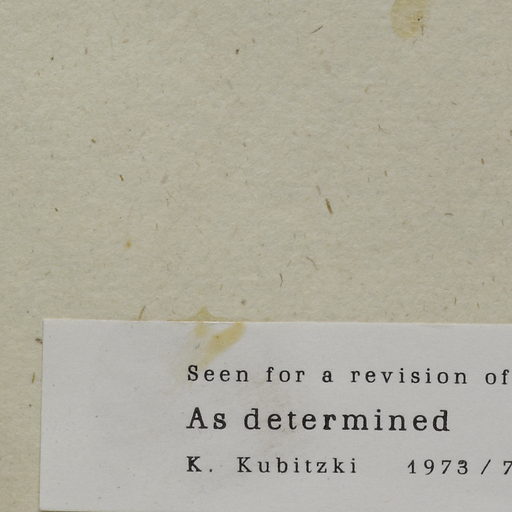 Seen for a revision of
As determined
K. Kubitzki 1973 / 7